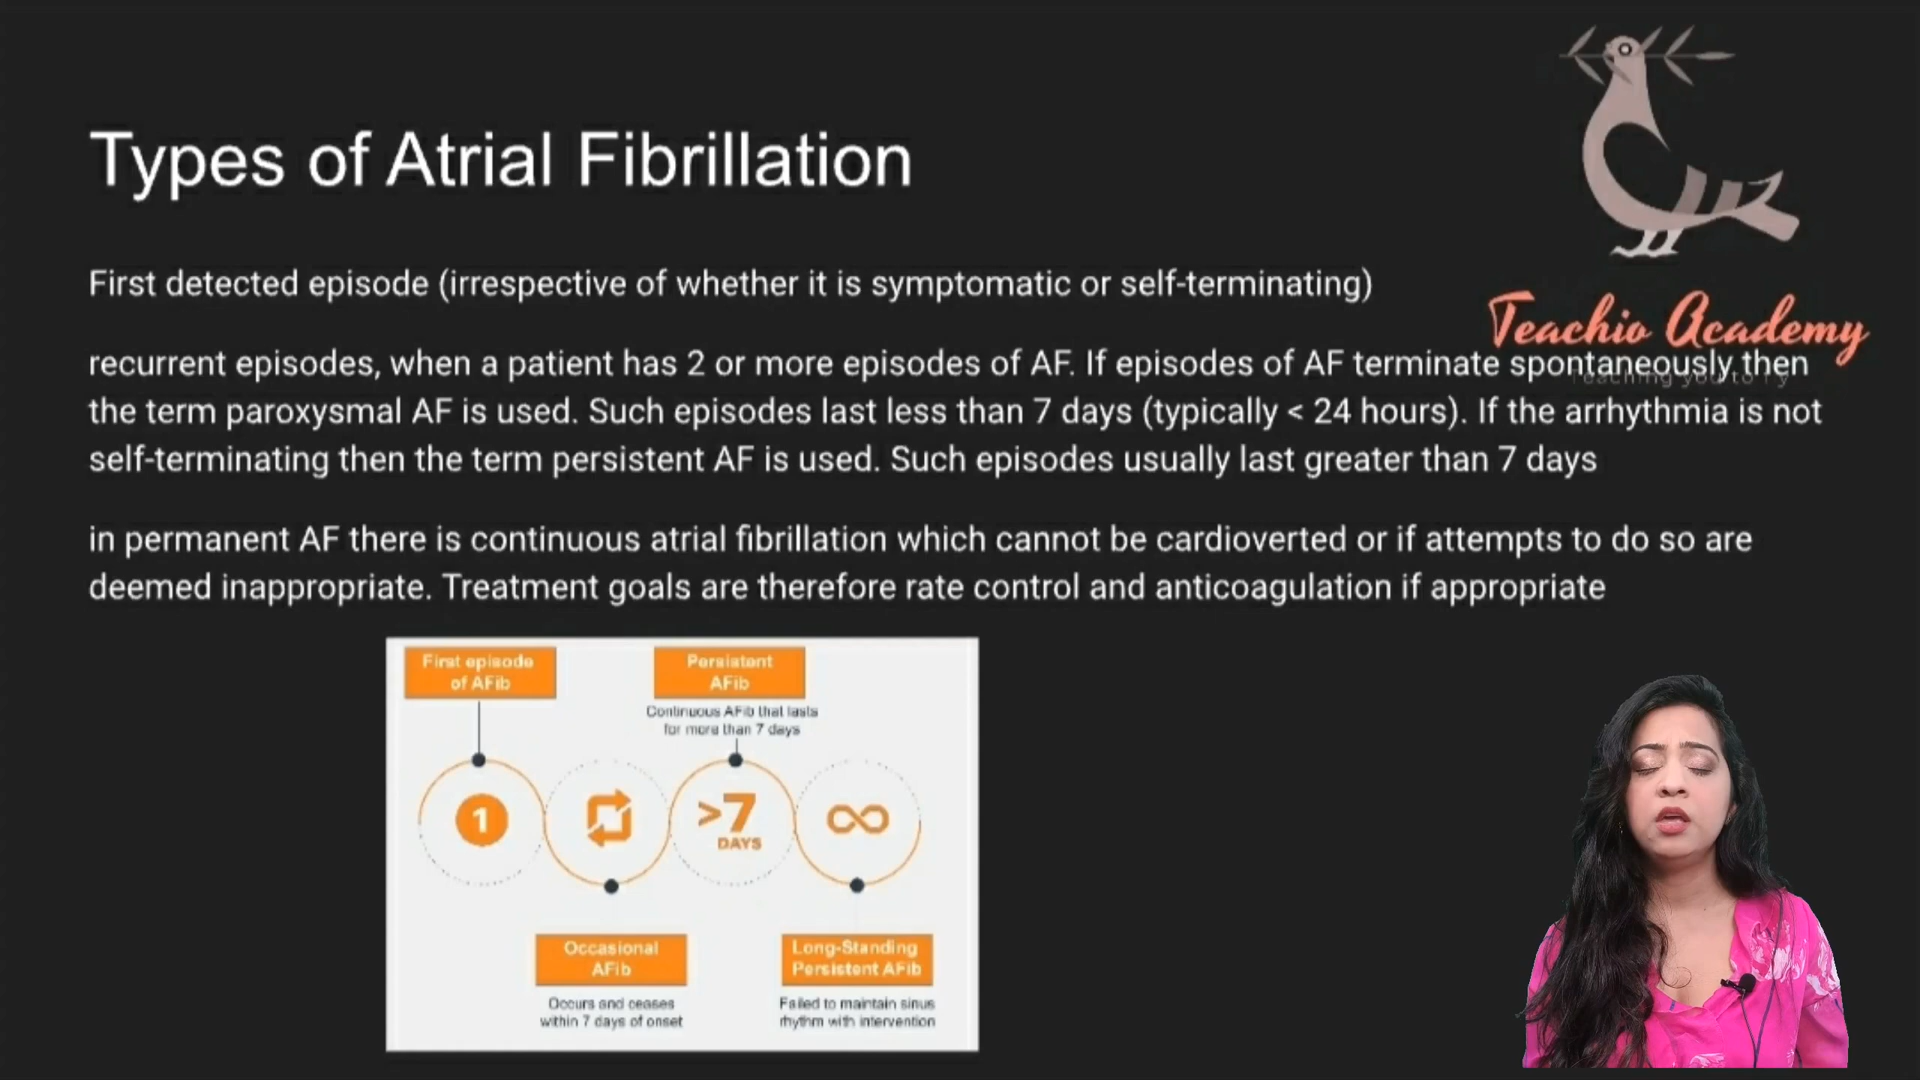 Types of Atrial Fibrillation
First detected episode (irrespective of whether it is symptomatic or self-terminating)
Teachio Academy
Teaching you to Fly
recurrent episodes, when a patient has 2 or more episodes of AF. If episodes of AF terminate spontaneously then
the term paroxysmal AF is used. Such episodes last less than 7 days (typically < 24 hours). If the arrhythmia is not
self-terminating then the term persistent AF is used. Such episodes usually last greater than 7 days
in permanent AF there is continuous atrial fibrillation which cannot be cardioverted or if attempts to do so are
deemed inappropriate. Treatment goals are therefore rate control and anticoagulation if appropriate
First episode
of AFib
Persistent
AFib
Continuous AFib that lasts
for more than 7 days
1
>7
DAYS
Occasional
AFib
Occurs and ceases
within 7 days of onset
Long-Standing
Persistent AFib
Failed to maintain sinus
rhythm with intervention